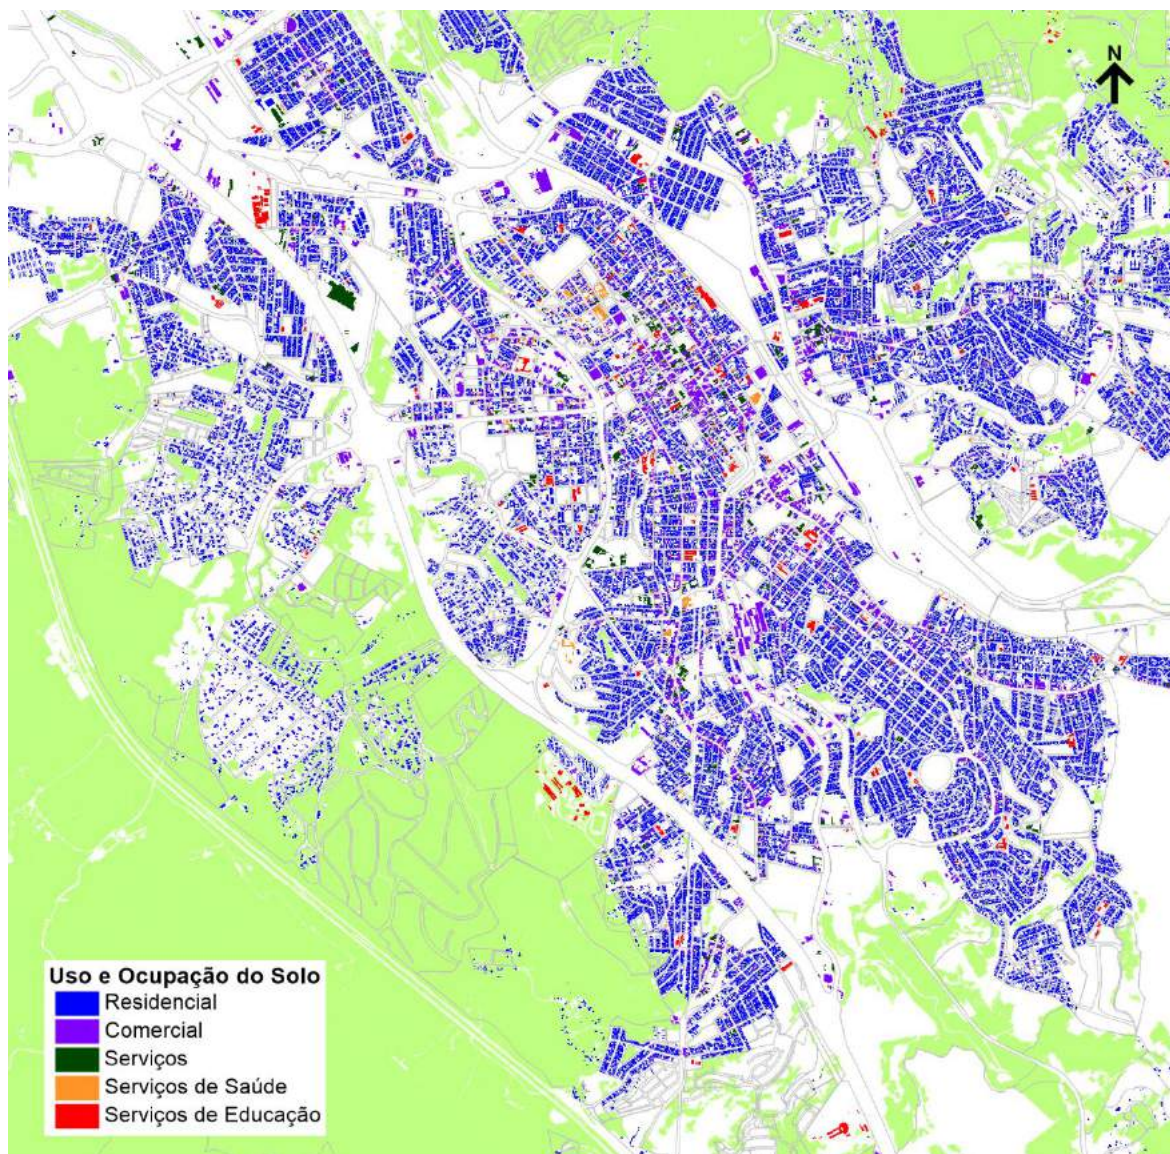 N
Uso e Ocupação do Solo
Residencial
Comercial
Serviços
Serviços de Saúde
Serviços de Educação